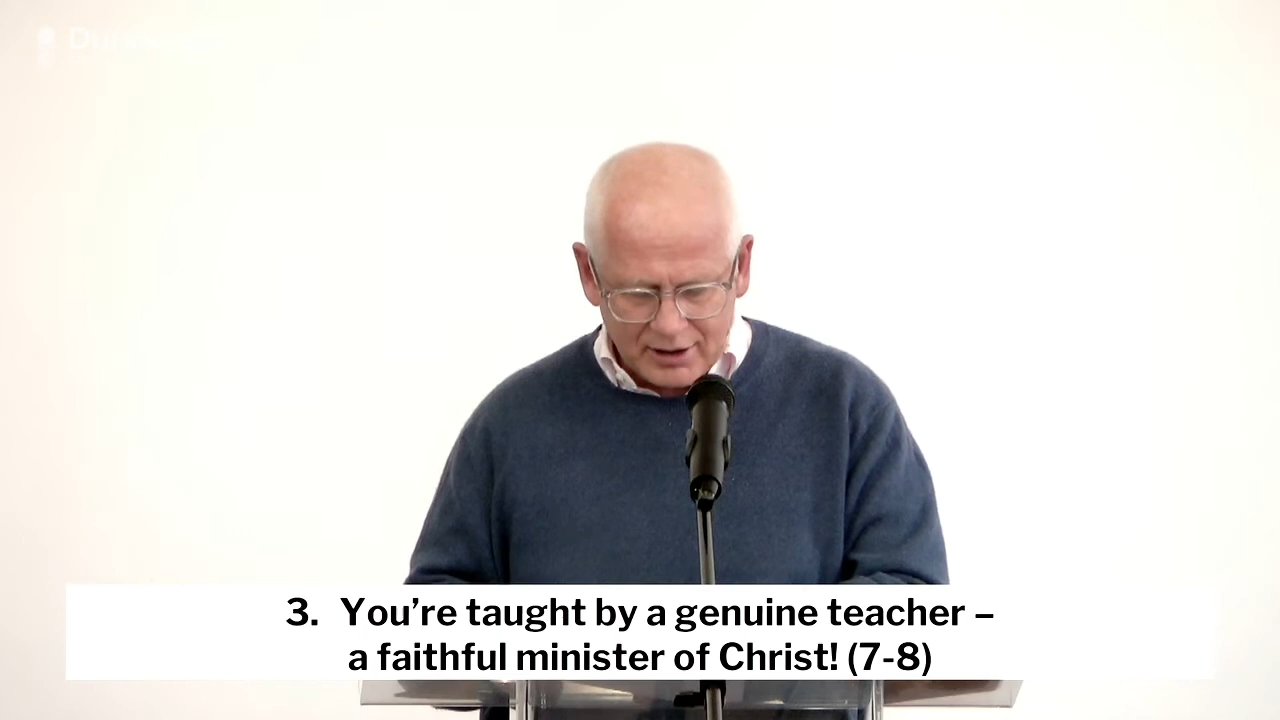 3. You’re taught by a genuine teacher –
a faithful minister of Christ! (7-8)